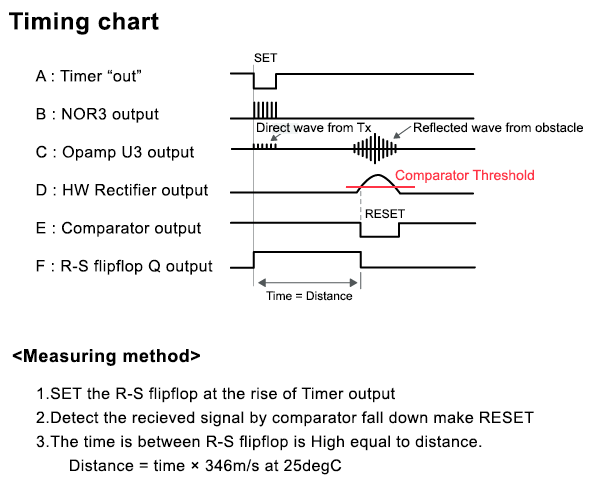 Timing chart
SET
A : Timer “out”
B : NOR3 output
Direct wave from Tx
Reflected wave from obstacle
C : Opamp U3 output
Comparator Threshold
D : HW Rectifier output
RESET
E : Comparator output
F : R-S flipflop Q output
Time = Distance
<Measuring method>
1.SET the R-S flipflop at the rise of Timer output
2.Detect the recieved signal by comparator fall down make RESET
3.The time is between R-S flipflop is High equal to distance.
Distance = time × 346m/s at 25degC